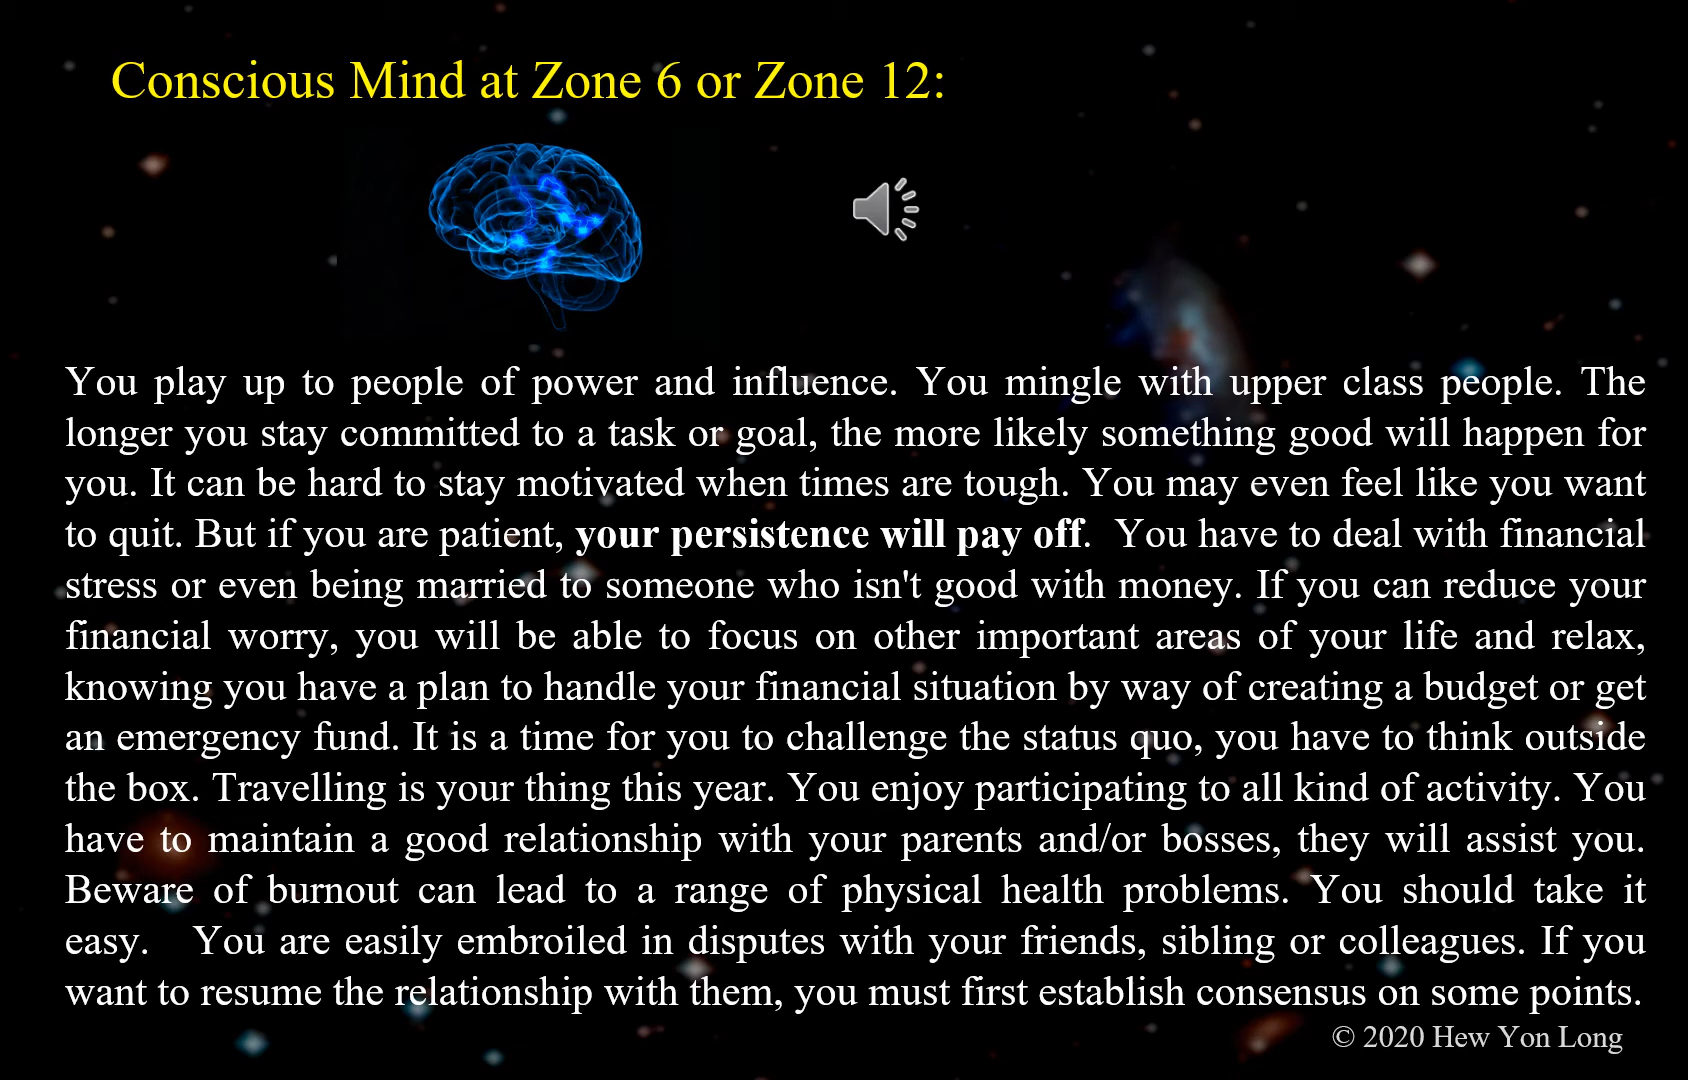 Conscious Mind at Zone 6 or Zone 12:
You play up to people of power and influence. You mingle with upper class people. The
longer you stay committed to a task or goal, the more likely something good will happen for
you. It can be hard to stay motivated when times are tough. You may even feel like you want
to quit. But if you are patient, your persistence will pay off. You have to deal with financial
stress or even being married to someone who isn't good with money. If you can reduce your
financial worry, you will be able to focus on other important areas of your life and relax,
knowing you have a plan to handle your financial situation by way of creating a budget or get
an emergency fund. It is a time for you to challenge the status quo, you have to think outside
the box. Travelling is your thing this year. You enjoy participating to all kind of activity. You
have to maintain a good relationship with your parents and/or bosses, they will assist you.
Beware of burnout can lead to a range of physical health problems. You should take it
easy. You are easily embroiled in disputes with your friends, sibling or colleagues. If you
want to resume the relationship with them, you must first establish consensus on some points.
© 2020 Hew Yon Long